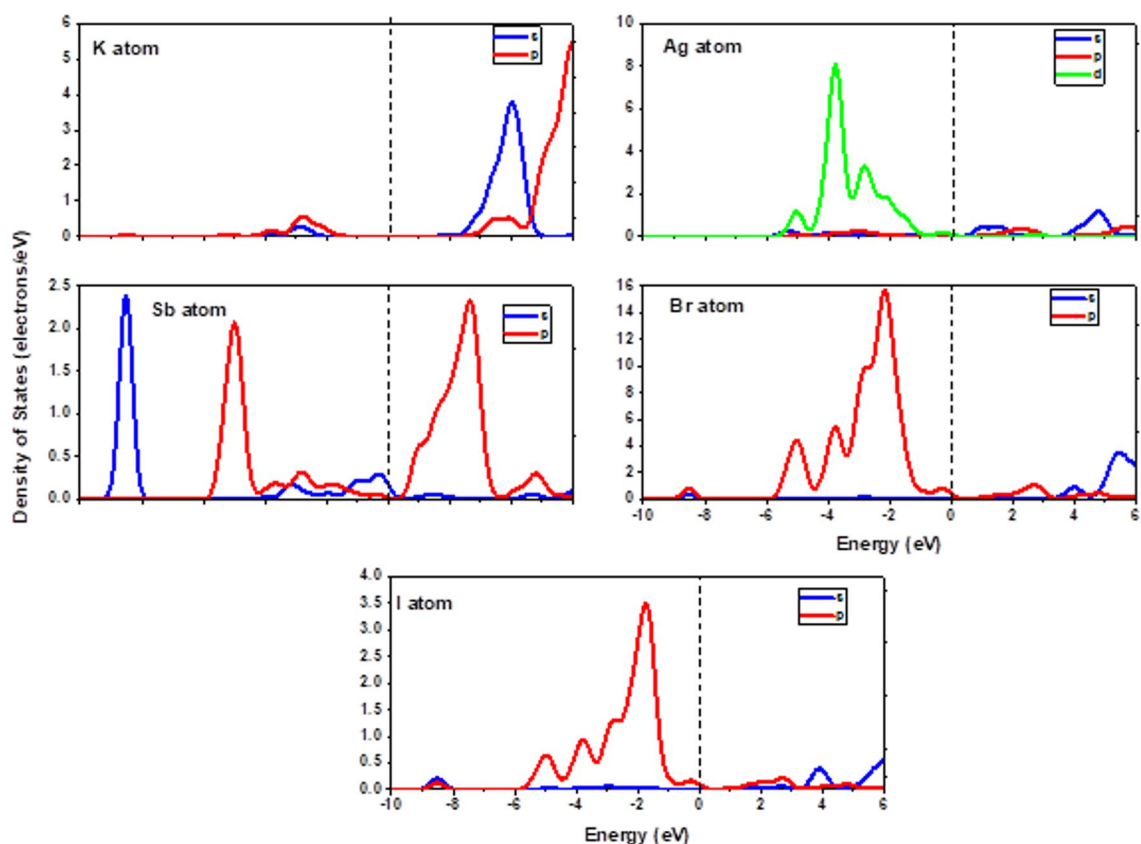 Density of States (electrons/eV)
K atom
s
p
6
5
4
3
2
1
0
Ag atom
s
p
d
10
8
6
4
2
0
Sb atom
s
p
2.5
2.0
1.5
1.0
0.5
0.0
Br atom
s
p
16
14
12
10
8
6
4
2
0
-10 -8 -6 -4 -2 0 2 4 6
Energy (eV)
I atom
s
p
4.0
3.5
3.0
2.5
2.0
1.5
1.0
0.5
0.0
-10 -8 -6 -4 -2 0 2 4 6
Energy (eV)